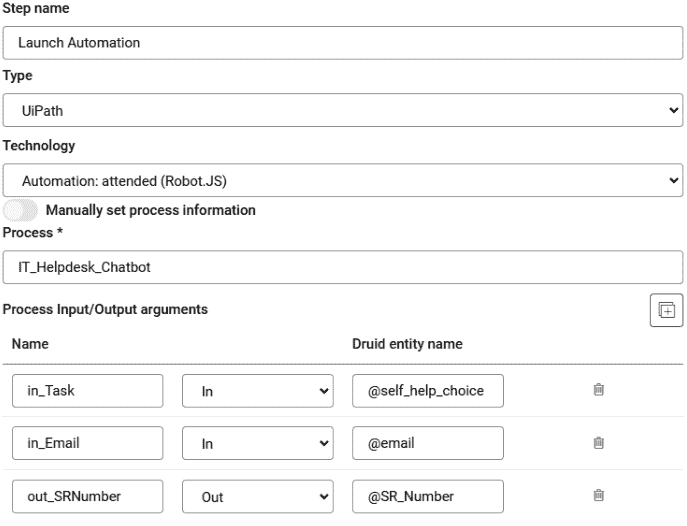 Step name
Launch Automation
Type
UiPath
Technology
Automation: attended (Robot.JS)
Manually set process information
Process *
IT_Helpdesk_Chatbot
Process Input/Output arguments
Name Druid entity name
in_Task In @self_help_choice
in_Email In @email
out_SRNumber Out @SR_Number